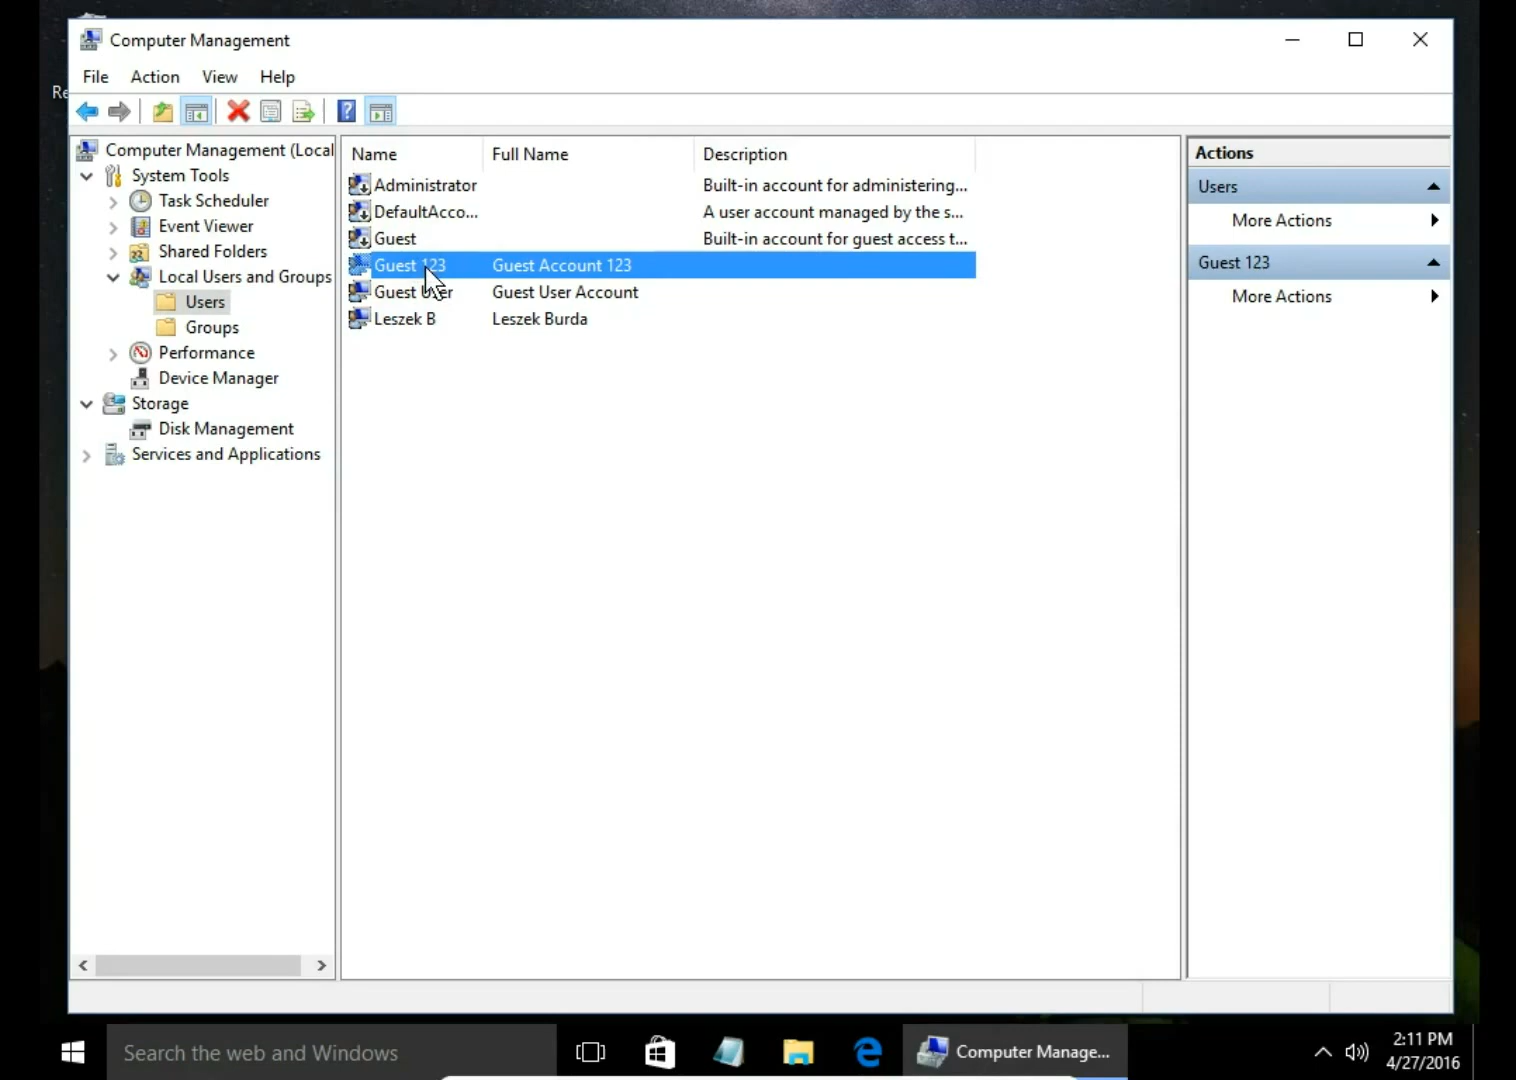 Computer Management
File Action View Help
Re
Computer Management (Local
System Tools
Task Scheduler
Event Viewer
Shared Folders
Local Users and Groups
Users
Groups
Performance
Device Manager
Storage
Disk Management
Services and Applications
Name Full Name Description
Administrator Built-in account for administering...
DefaultAcco... A user account managed by the s...
Guest Built-in account for guest access t...
Guest 123 Guest Account 123
Guest User Guest User Account
Leszek B Leszek Burda
Actions
Users
More Actions
Guest 123
More Actions
Search the web and Windows
Computer Manage...
2:11 PM
4/27/2016